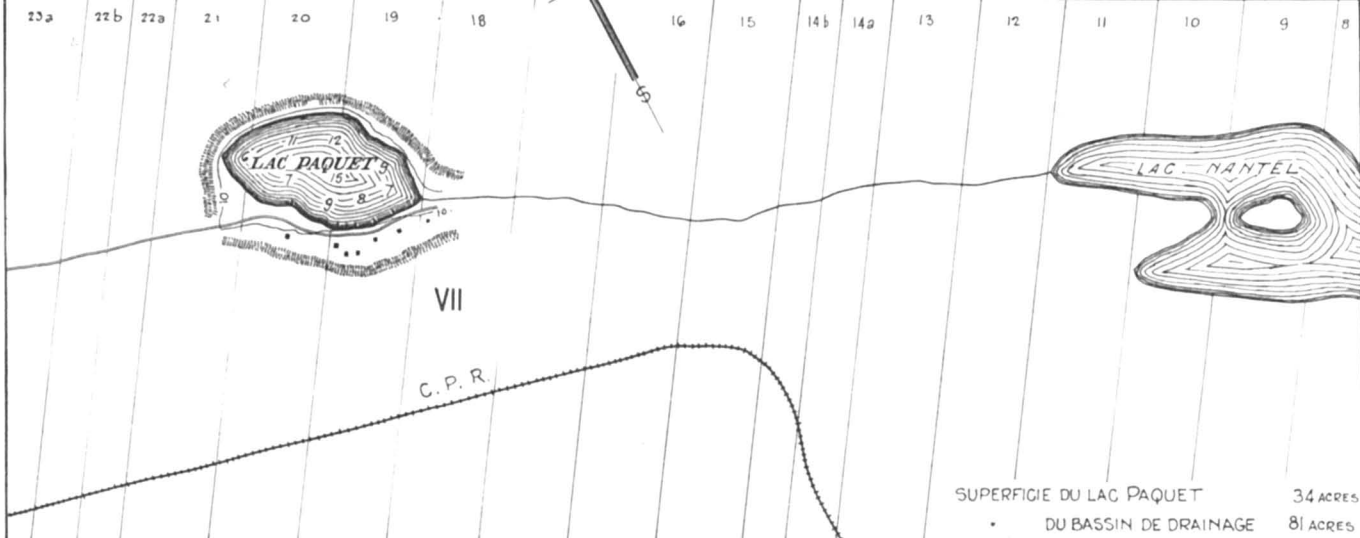 23a 22b 22a 21 20 19 18 16 15 14b 14a 13 12 11 10 9 8
S
11 12
6 LAC PAQUET 9
7 15 7
9 8
10
10
LAC NANTEL
VII
C. P. R.
SUPERFICIE DU LAC PAQUET 34 ACRES
" DU BASSIN DE DRAINAGE 81 ACRES